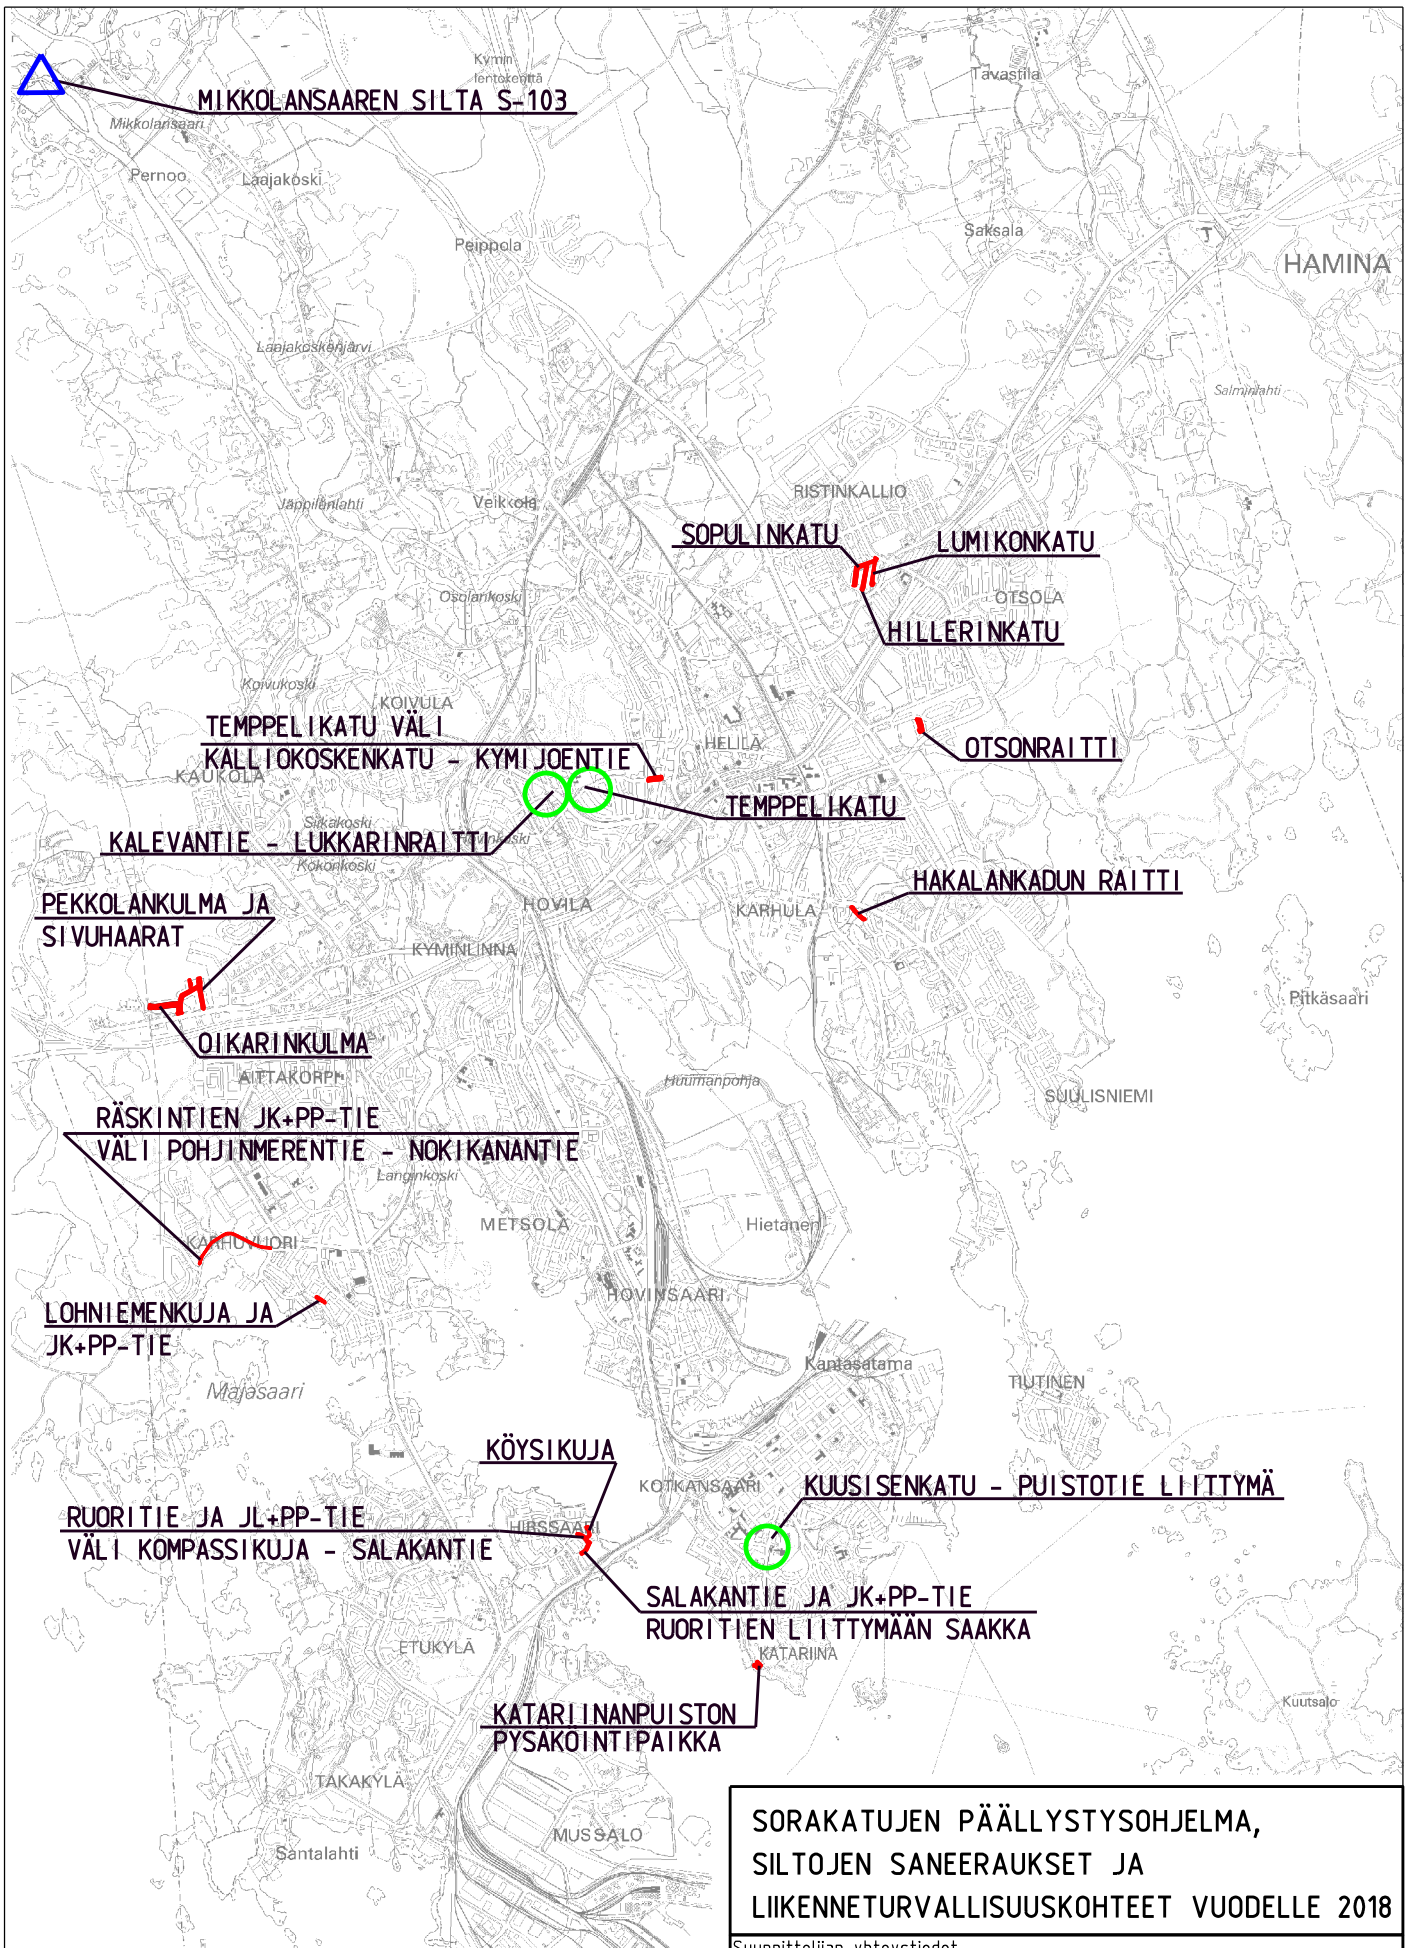 Kymin
lentokenttä
Tavastila
MIKKOLANSAAREN SILTA S-103
Mikkolansaari
Pernoo
Laajakoski
Peippola
Saksala
HAMINA
Laajakoskenjärvi
Salminlahti
Jäppilänlahti
Veikkola
RISTINKALLIO
SOPULINKATU
LUMIKONKATU
Osolankoski
OTSOLA
HILLERINKATU
Koivukoski
KOIVULA
TEMPPELIKATU VÄLI
KALLIOKOSKENKATU - KYMIJOENTIE
HELILÄ
OTSONRAITTI
KAUKOLA
TEMPPELIKATU
Siikakoski
KALEVANTIE - LUKKARINRAITTI
Hovinkoski
Kokonkoski
HAKALANKADUN RAITTI
PEKKOLANKULMA JA
SIVUHAARAT
HOVILA
KARHULA
KYMINLINNA
Pitkäsaari
OIKARINKULMA
AITTAKORPI
Huumanpohja
SUULISNIEMI
RÄSKINTIEN JK+PP-TIE
VÄLI POHJINMERENTIE - NOKIKANANTIE
Langinkoski
METSOLA
Hietanen
KARHUVUORI
HOVINSAARI
LOHNIEMENKUJA JA
JK+PP-TIE
Kantasatama
Majasaari
TIUTINEN
KÖYSIKUJA
KOTKANSAARI
KUUSISENKATU - PUISTOTIE LIITTYMÄ
RUORITIE JA JL+PP-TIE
VÄLI KOMPASSIKUJA - SALAKANTIE
HIRSSAARI
SALAKANTIE JA JK+PP-TIE
RUORITIEN LIITTYMÄÄN SAAKKA
ETUKYLÄ
KATARIINA
Kuutsalo
KATARIINANPUISTON
PYSÄKÖINTIPAIKKA
TAKAKYLÄ
MUSSALO
Santalahti
SORAKATUJEN PÄÄLLYSTYSOHJELMA,
SILTOJEN SANEERAUKSET JA
LIIKENNETURVALLISUUSKOHTEET VUODELLE 2018
Suunnittelijan yhteystiedot